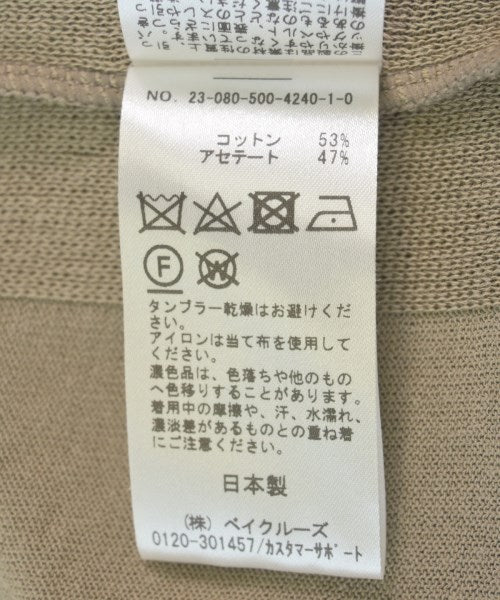 NO. 23-080-500-4240-1-0
コットン 53%
アセテート 47%
F
W
タンブラー乾燥はお避けくだ
さい。
アイロンは当て布を使用して
ください。
濃色品は、色落ちや他のもの
へ色移りすることがあります。
着用中の摩擦や、汗、水濡れ、
濃淡差があるものとの重ね着
にご注意ください。
日本製
(株) ベイクルーズ
0120-301457/カスタマーサポート